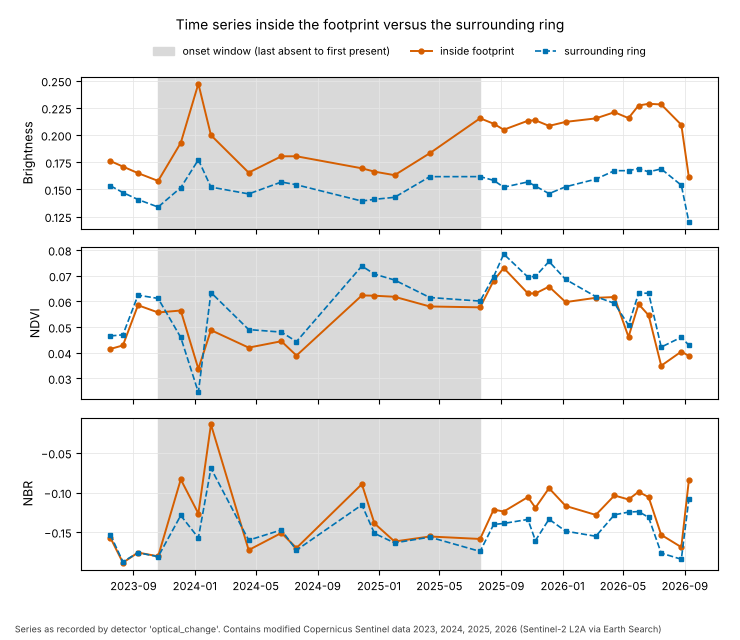 Time series inside the footprint versus the surrounding ring
onset window (last absent to first present) inside footprint surrounding ring
Brightness
0.250
0.225
0.200
0.175
0.150
0.125
NDVI
0.08
0.07
0.06
0.05
0.04
0.03
NBR
−0.05
−0.10
−0.15
2023-09 2024-01 2024-05 2024-09 2025-01 2025-05 2025-09 2026-01 2026-05 2026-09
Series as recorded by detector 'optical_change'. Contains modified Copernicus Sentinel data 2023, 2024, 2025, 2026 (Sentinel-2 L2A via Earth Search)